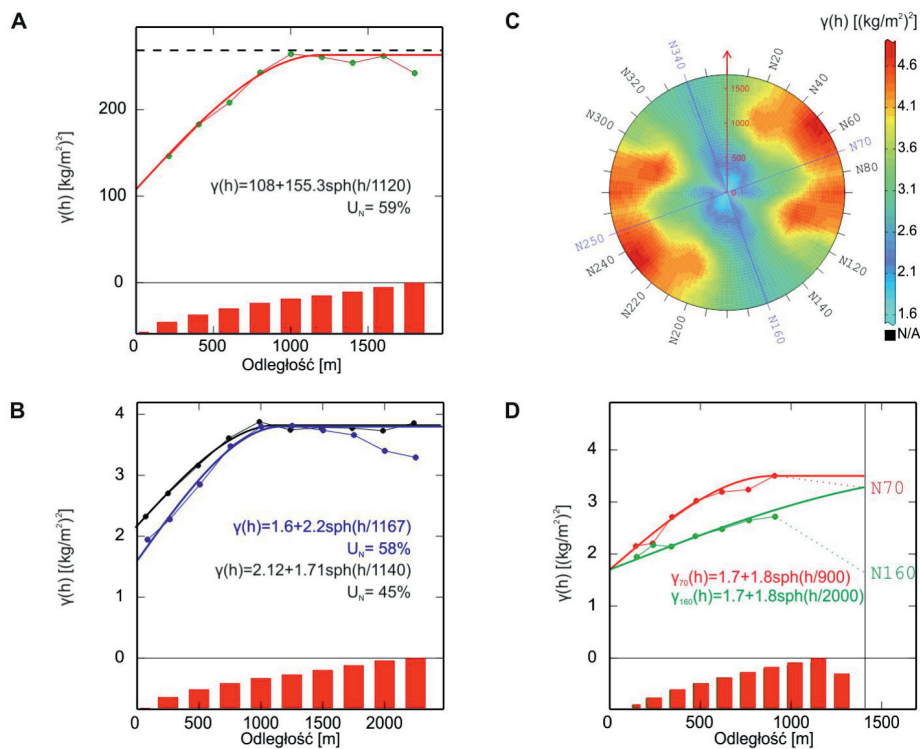 A
γ(h) [kg/m²)²
200
100
0
γ(h)=108+155.3sph(h/1120)
U_N= 59%
0
500
1000
1500
Odległość [m]
C
γ(h) [(kg/m²)²
4.6
4.1
3.6
3.1
2.6
2.1
1.6
N/A
N340
N20
N40
N60
N70
N80
N120
N140
N160
N200
N220
N240
N250
N300
N320
1500
1000
500
0
B
γ(h) [(kg/m²)²
4
3
2
1
0
γ(h)=1.6+2.2sph(h/1167)
U_N= 58%
γ(h)=2.12+1.71sph(h/1140)
U_N= 45%
0
500
1000
1500
2000
Odległość [m]
D
γ(h) [(kg/m²)²
4
3
2
1
0
N70
N160
γ₇₀(h)=1.7+1.8sph(h/900)
γ₁₆₀(h)=1.7+1.8sph(h/2000)
0
500
1000
1500
Odległość [m]